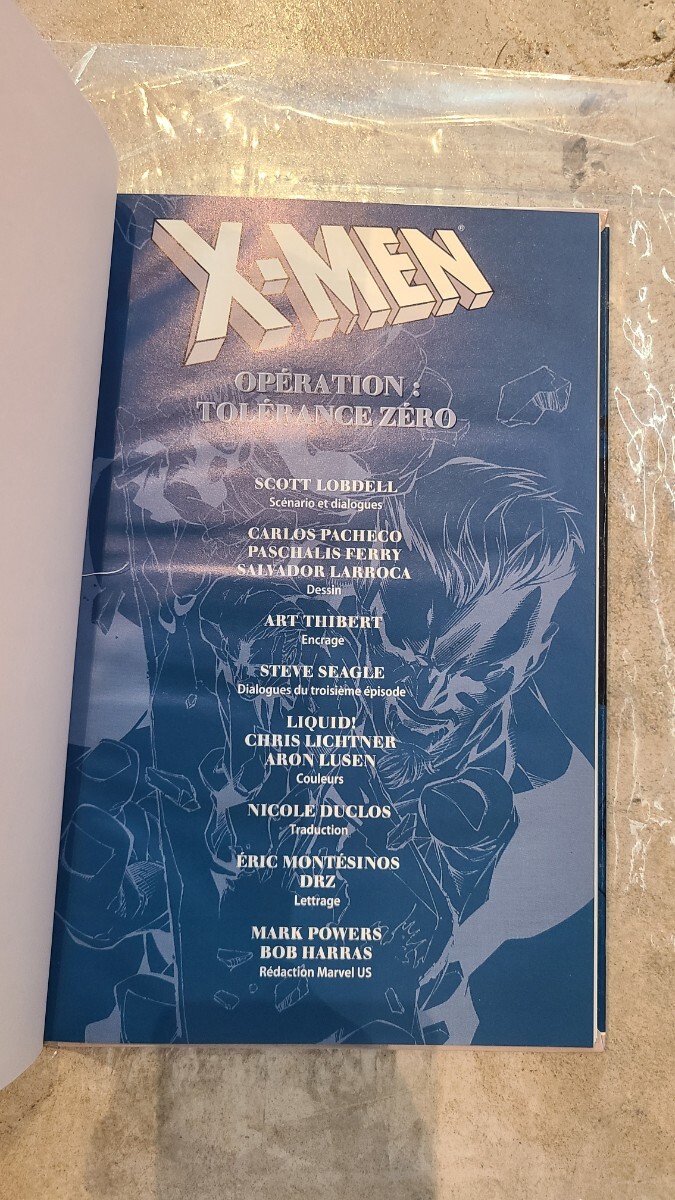 X-MEN®
OPÉRATION :
TOLÉRANCE ZÉRO
SCOTT LOBDELL
Scénario et dialogues
CARLOS PACHECO
PASCHALIS FERRY
SALVADOR LARROCA
Dessin
ART THIBERT
Encrage
STEVE SEAGLE
Dialogues du troisième épisode
LIQUID!
CHRIS LICHTNER
ARON LUSEN
Couleurs
NICOLE DUCLOS
Traduction
ÉRIC MONTÉSINOS
DRZ
Lettrage
MARK POWERS
BOB HARRAS
Rédaction Marvel US